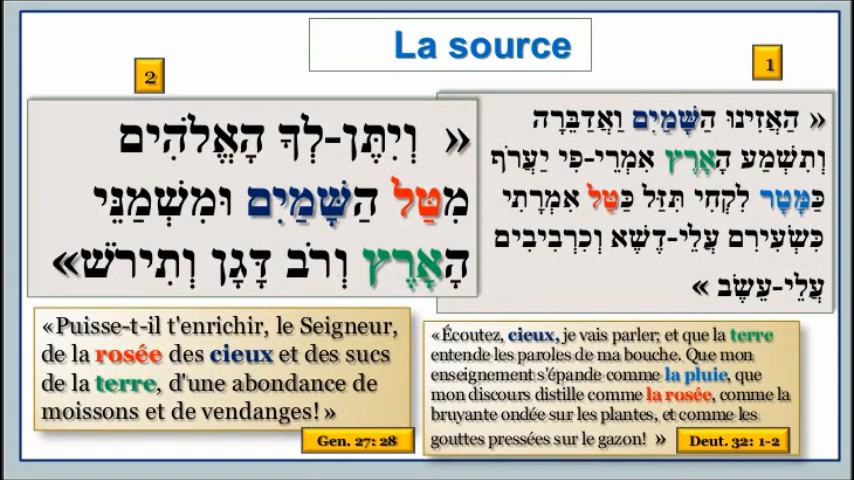 La source
1
« הַאֲזִינוּ הַשָּׁמַיִם וַאֲדַבֵּרָה
וְתִשְׁמַע הָאָרֶץ אִמְרֵי-פִי יַעֲרֹף
כַּמָּטָר לִקְחִי תִּזַּל כַּטַּל אִמְרָתִי
כִּשְׂעִירִם עֲלֵי-דֶשֶׁא וְכִרְבִיבִים
עֲלֵי-עֵשֶׂב »
«Écoutez, cieux, je vais parler; et que la terre
entende les paroles de ma bouche. Que mon
enseignement s'épande comme la pluie, que
mon discours distille comme la rosée, comme la
bruyante ondée sur les plantes, et comme les
gouttes pressées sur le gazon! »
Deut. 32: 1-2
2
« וְיִתֶּן-לְךָ הָאֱלֹהִים
מִטַּל הַשָּׁמַיִם וּמִשְׁמַנֵּי
הָאָרֶץ וְרֹב דָּגָן וְתִירֹשׁ»
«Puisse-t-il t'enrichir, le Seigneur,
de la rosée des cieux et des sucs
de la terre, d'une abondance de
moissons et de vendanges! »
Gen. 27: 28